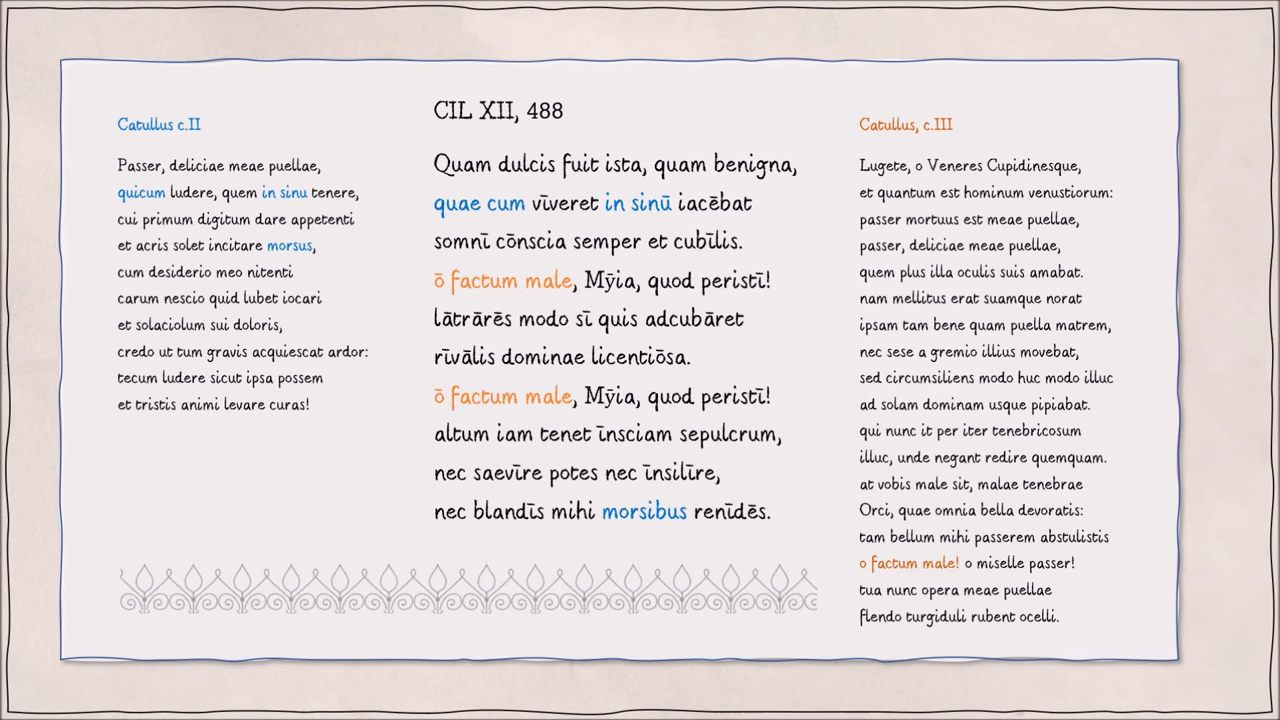 Catullus c.II
Passer, deliciae meae puellae,
quicum ludere, quem in sinu tenere,
cui primum digitum dare appetenti
et acris solet incitare morsus,
cum desiderio meo nitenti
carum nescio quid lubet iocari
et solaciolum sui doloris,
credo ut tum gravis acquiescat ardor:
tecum ludere sicut ipsa possem
et tristis animi levare curas!
CIL XII, 488
Quam dulcis fuit ista, quam benigna,
quae cum vīveret in sinū iacēbat
somnī cōnscia semper et cubīlis.
ō factum male, Mȳia, quod peristī!
lātrārēs modo sī quis adcubāret
rīvālis dominae licentiōsa.
ō factum male, Mȳia, quod peristī!
altum iam tenet īnsciam sepulcrum,
nec saevīre potes nec īnsilīre,
nec blandīs mihi morsibus renīdēs.
Catullus, c.III
Lugete, o Veneres Cupidinesque,
et quantum est hominum venustiorum:
passer mortuus est meae puellae,
passer, deliciae meae puellae,
quem plus illa oculis suis amabat.
nam mellitus erat suamque norat
ipsam tam bene quam puella matrem,
nec sese a gremio illius movebat,
sed circumsiliens modo huc modo illuc
ad solam dominam usque pipiabat.
qui nunc it per iter tenebricosum
illuc, unde negant redire quemquam.
at vobis male sit, malae tenebrae
Orci, quae omnia bella devoratis:
tam bellum mihi passerem abstulistis
o factum male! o miselle passer!
tua nunc opera meae puellae
flendo turgiduli rubent ocelli.